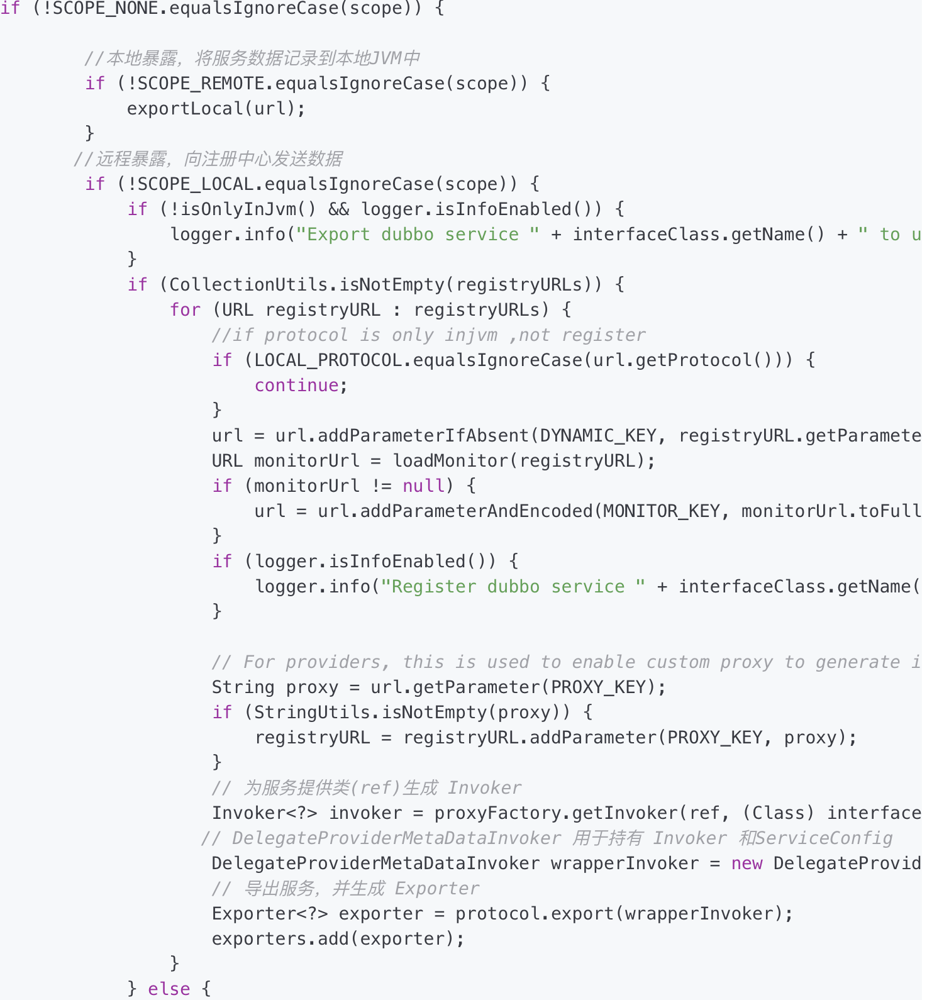 if (!SCOPE_NONE.equalsIgnoreCase(scope)) {
//本地暴露，将服务数据记录到本地JVM中
if (!SCOPE_REMOTE.equalsIgnoreCase(scope)) {
exportLocal(url);
}
//远程暴露，向注册中心发送数据
if (!SCOPE_LOCAL.equalsIgnoreCase(scope)) {
if (!isOnlyInJvm() && logger.isInfoEnabled()) {
logger.info("Export dubbo service " + interfaceClass.getName() + " to u
}
if (CollectionUtils.isNotEmpty(registryURLs)) {
for (URL registryURL : registryURLs) {
//if protocol is only injvm ,not register
if (LOCAL_PROTOCOL.equalsIgnoreCase(url.getProtocol())) {
continue;
}
url = url.addParameterIfAbsent(DYNAMIC_KEY, registryURL.getParamete
URL monitorUrl = loadMonitor(registryURL);
if (monitorUrl != null) {
url = url.addParameterAndEncoded(MONITOR_KEY, monitorUrl.toFull
}
if (logger.isInfoEnabled()) {
logger.info("Register dubbo service " + interfaceClass.getName(
}
// For providers, this is used to enable custom proxy to generate i
String proxy = url.getParameter(PROXY_KEY);
if (StringUtils.isNotEmpty(proxy)) {
registryURL = registryURL.addParameter(PROXY_KEY, proxy);
}
// 为服务提供类(ref)生成 Invoker
Invoker<?> invoker = proxyFactory.getInvoker(ref, (Class) interface
// DelegateProviderMetaDataInvoker 用于持有 Invoker 和ServiceConfig
DelegateProviderMetaDataInvoker wrapperInvoker = new DelegateProvid
// 导出服务，并生成 Exporter
Exporter<?> exporter = protocol.export(wrapperInvoker);
exporters.add(exporter);
}
} else {